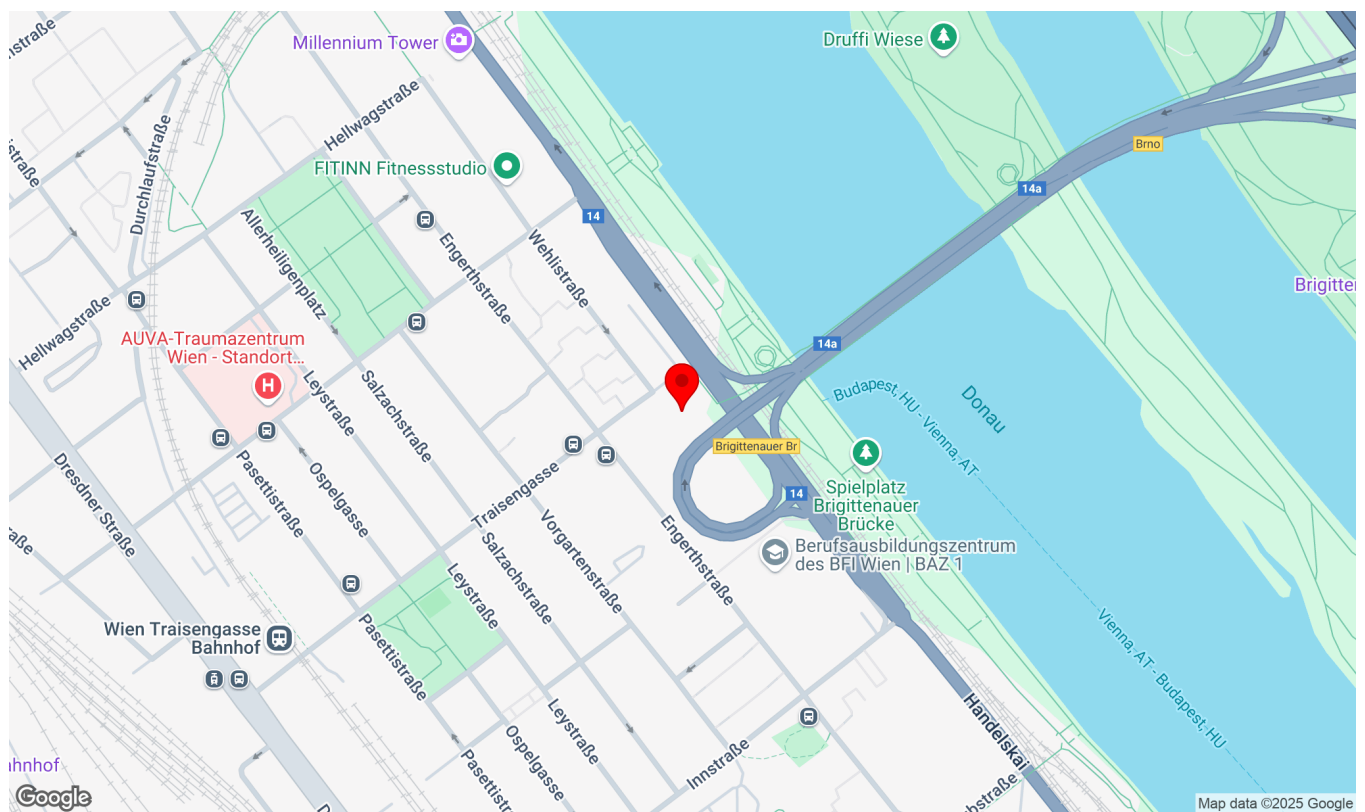 Millennium Tower
Druffi Wiese
Hellwagstraße
Durchlaufstraße
FITINN Fitnessstudio
Brno
14a
14
Allerheiligenplatz
Engerthstraße
Wehlistraße
Hellwagstraße
AUVA-Traumazentrum
Wien - Standort...
H
14a
Budapest, HU - Vienna, AT
Donau
Leystraße
Salzachstraße
Brigittenauer Br
Dresdner Straße
Pasettistraße
Ospelgasse
Traisengasse
14
Spielplatz
Brigittenauer
Brücke
Vorgartenstraße
Engerthstraße
Berufsausbildungszentrum
des BFI Wien | BAZ 1
Salzachstraße
Leystraße
Wien Traisengasse
Bahnhof
Pasettistraße
Vienna, AT - Budapest, HU
Handelskai
Leystraße
Ospelgasse
Pasettistraße
Innstraße
Google
Map data ©2025 Google